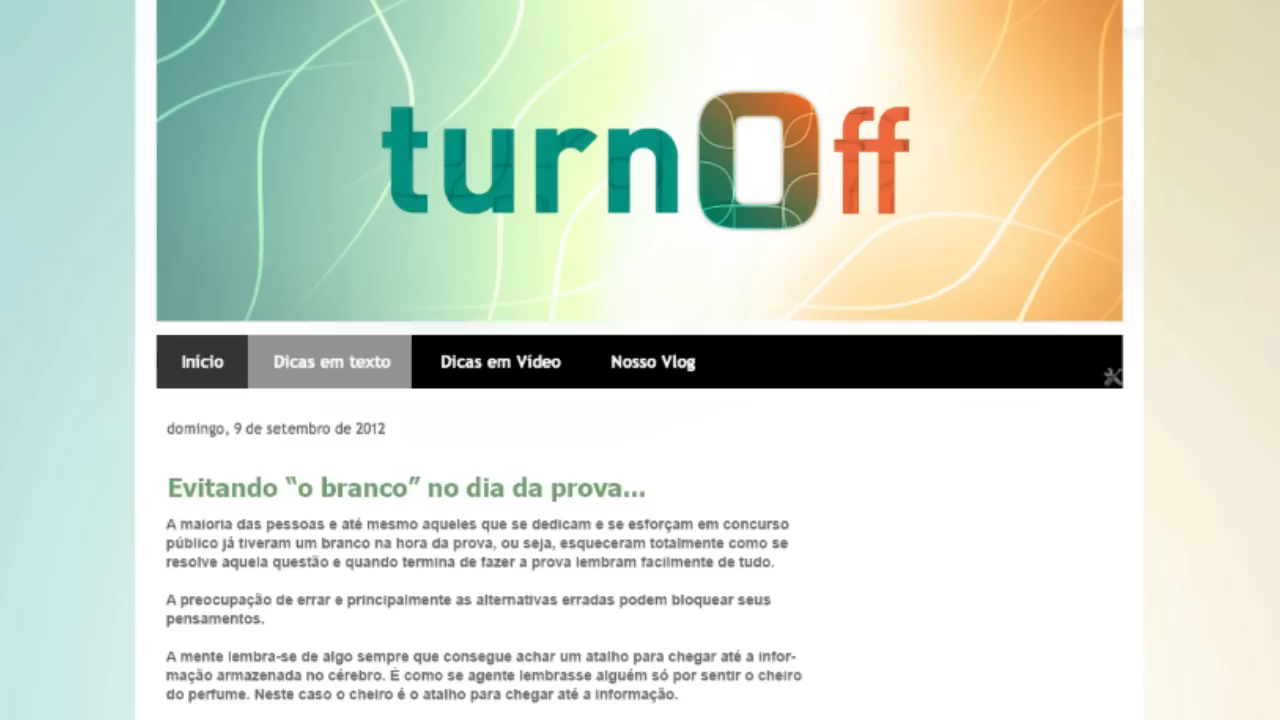 turnOff
Início Dicas em texto Dicas em Vídeo Nosso Vlog
domingo, 9 de setembro de 2012
Evitando “o branco” no dia da prova...
A maioria das pessoas e até mesmo aqueles que se dedicam e se esforçam em concurso
público já tiveram um branco na hora da prova, ou seja, esqueceram totalmente como se
resolve aquela questão e quando termina de fazer a prova lembram facilmente de tudo.
A preocupação de errar e principalmente as alternativas erradas podem bloquear seus
pensamentos.
A mente lembra-se de algo sempre que consegue achar um atalho para chegar até a infor-
mação armazenada no cérebro. É como se agente lembrasse alguém só por sentir o cheiro
do perfume. Neste caso o cheiro é o atalho para chegar até a informação.